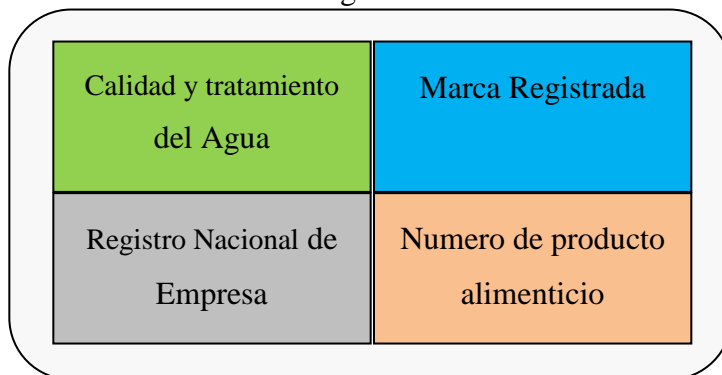 Calidad y tratamiento
del Agua
Marca Registrada
Registro Nacional de
Empresa
Numero de producto
alimenticio